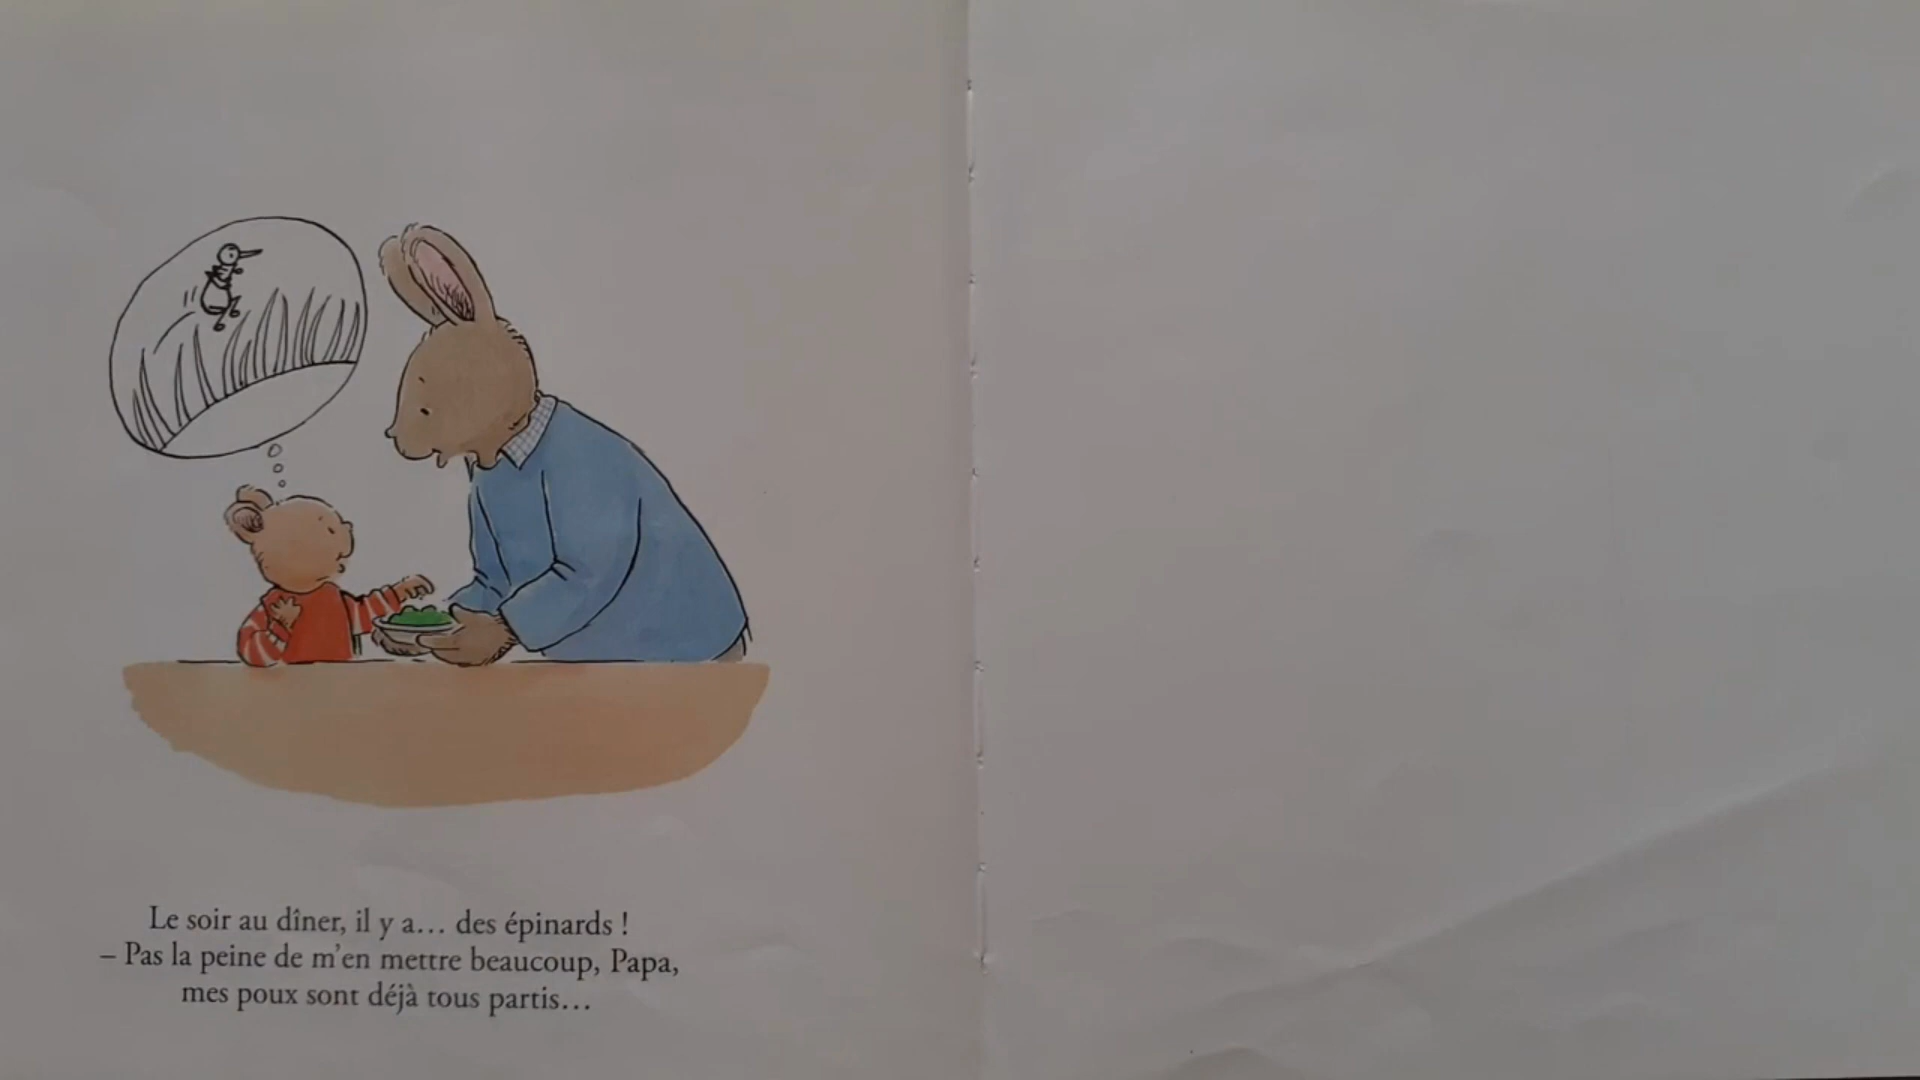 Le soir au dîner, il y a… des épinards !
– Pas la peine de m’en mettre beaucoup, Papa,
mes poux sont déjà tous partis…